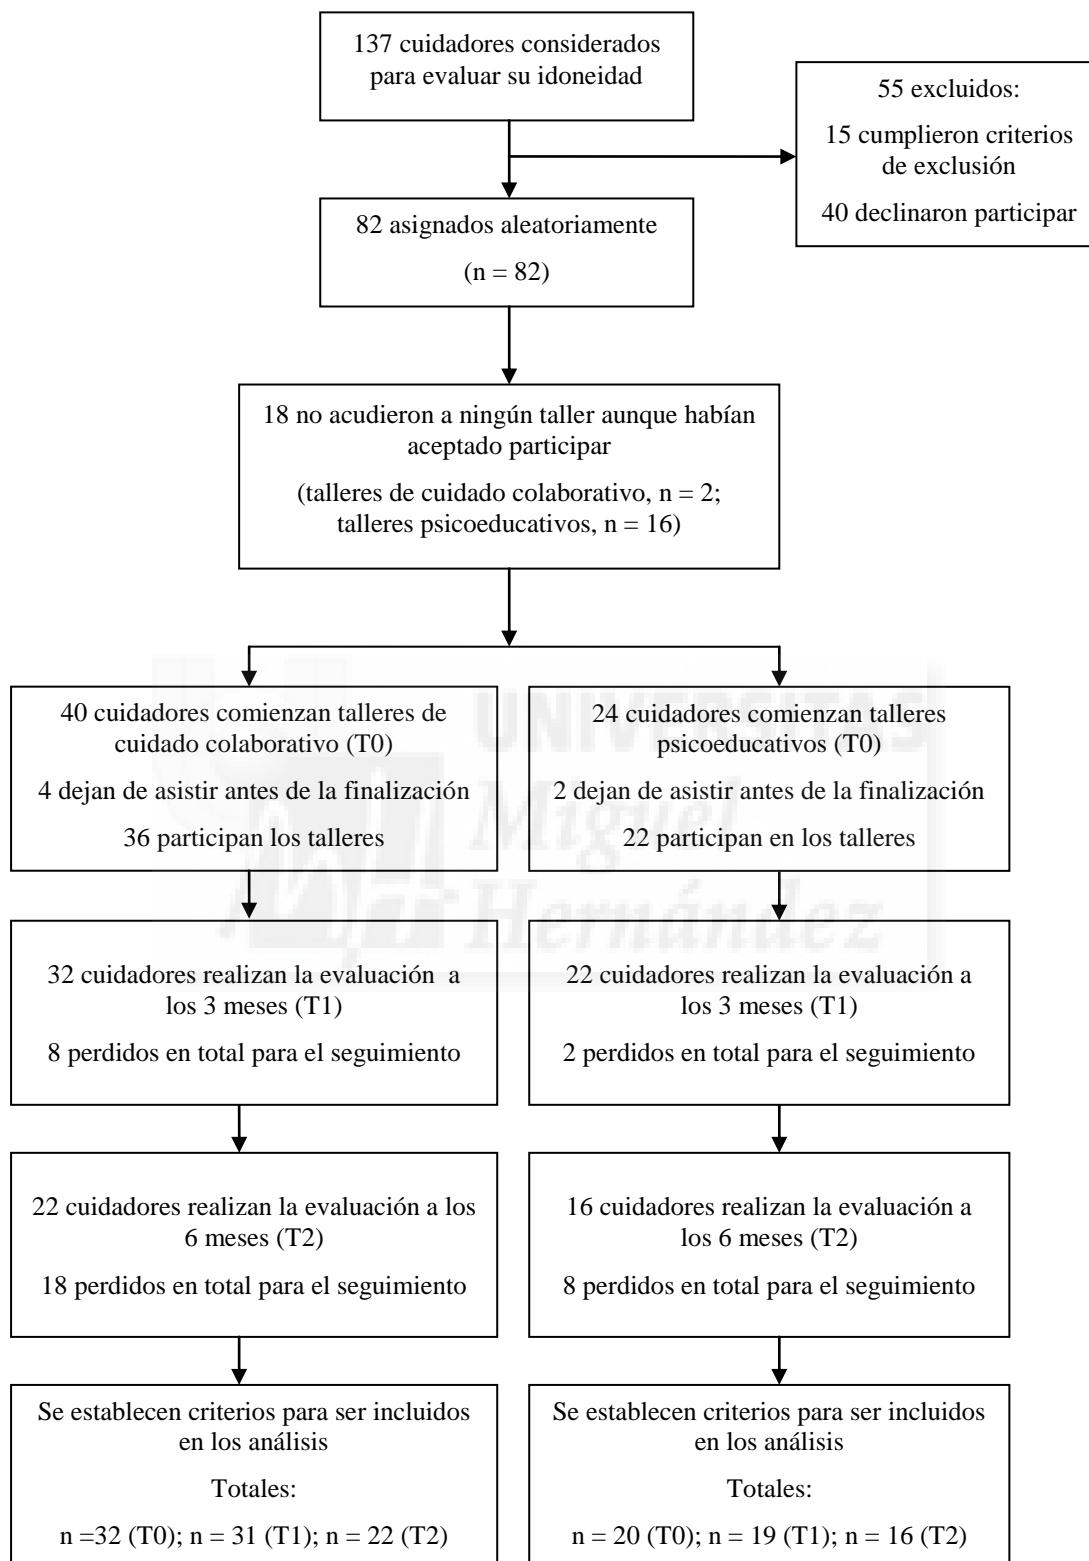 137 cuidadores considerados
para evaluar su idoneidad
55 excluidos:
15 cumplieron criterios
de exclusión
40 declinaron participar
82 asignados aleatoriamente
(n = 82)
18 no acudieron a ningún taller aunque habían
aceptado participar
(talleres de cuidado colaborativo, n = 2;
talleres psicoeducativos, n = 16)
UNIVERSITAS
Miguel
Hernández
40 cuidadores comienzan talleres de
cuidado colaborativo (T0)
4 dejan de asistir antes de la finalización
36 participan los talleres
24 cuidadores comienzan talleres
psicoeducativos (T0)
2 dejan de asistir antes de la finalización
22 participan en los talleres
32 cuidadores realizan la evaluación  a
los 3 meses (T1)
8 perdidos en total para el seguimiento
22 cuidadores realizan la evaluación a
los 3 meses (T1)
2 perdidos en total para el seguimiento
22 cuidadores realizan la evaluación a los
6 meses (T2)
18 perdidos en total para el seguimiento
16 cuidadores realizan la evaluación a
los 6 meses (T2)
8 perdidos en total para el seguimiento
Se establecen criterios para ser incluidos
en los análisis
Totales:
n =32 (T0); n = 31 (T1); n = 22 (T2)
Se establecen criterios para ser incluidos
en los análisis
Totales:
n = 20 (T0); n = 19 (T1); n = 16 (T2)